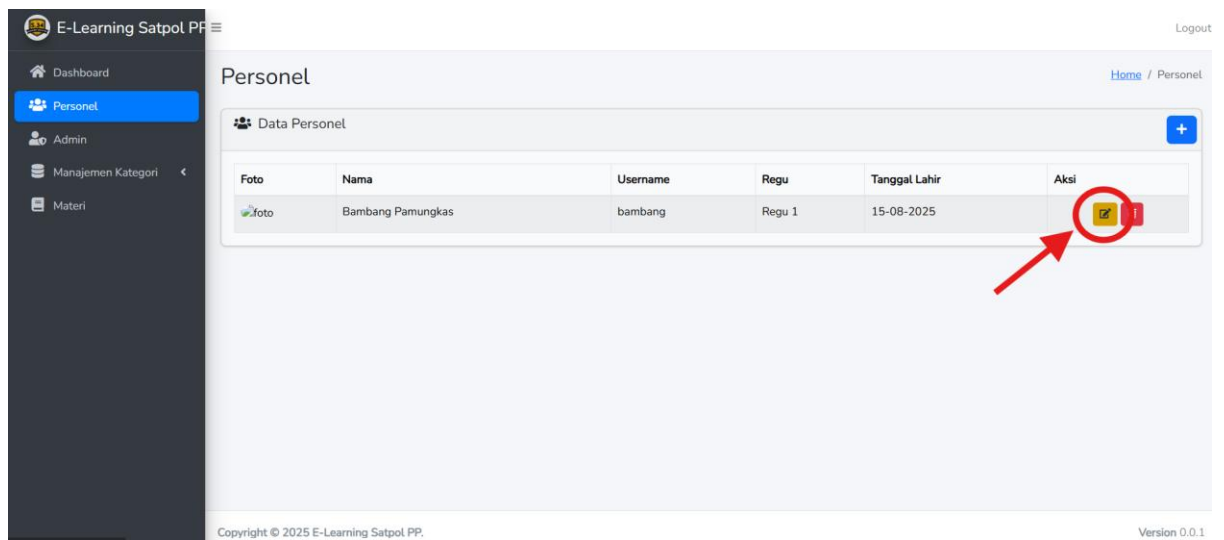 E-Learning Satpol PP
Logout
Dashboard
Personel
Admin
Manajemen Kategori
Materi
Personel
Home / Personel
Data Personel
Foto Nama Username Regu Tanggal Lahir Aksi
foto Bambang Pamungkas bambang Regu 1 15-08-2025
Copyright © 2025 E-Learning Satpol PP.
Version 0.0.1